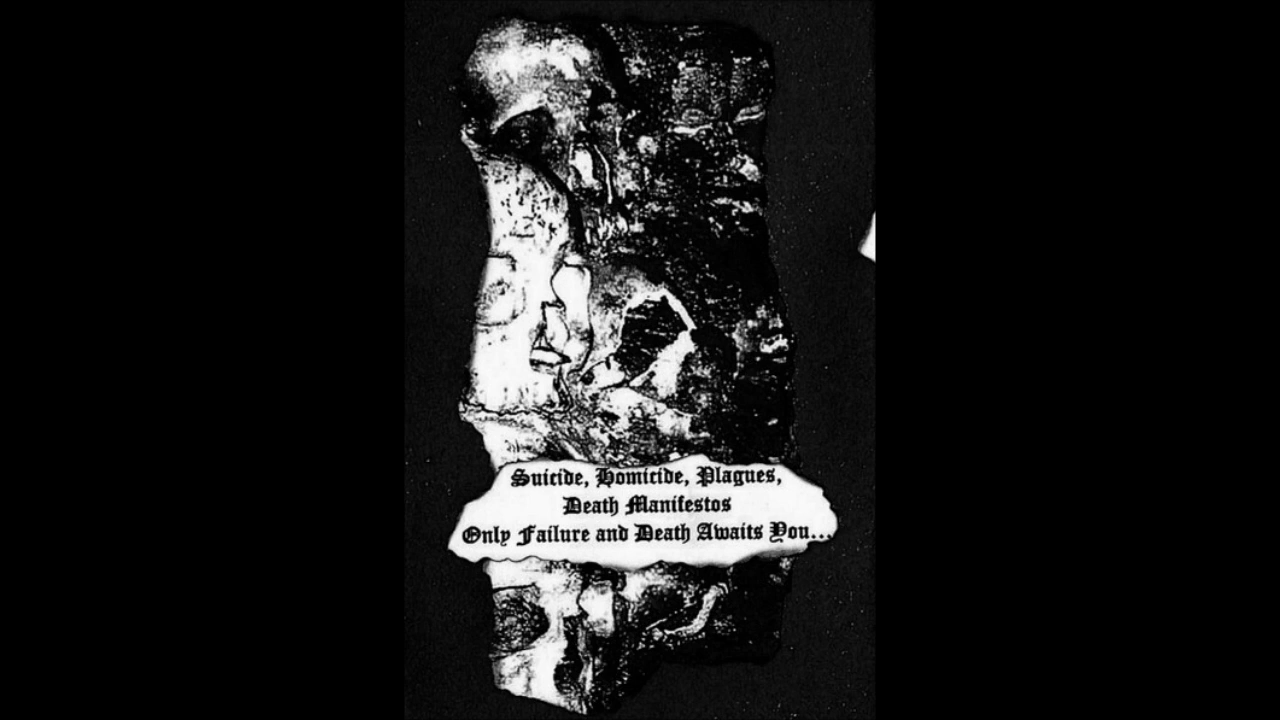 Suicide, Homicide, Plagues,
Death Manifestos
Only Failure and Death Awaits You...